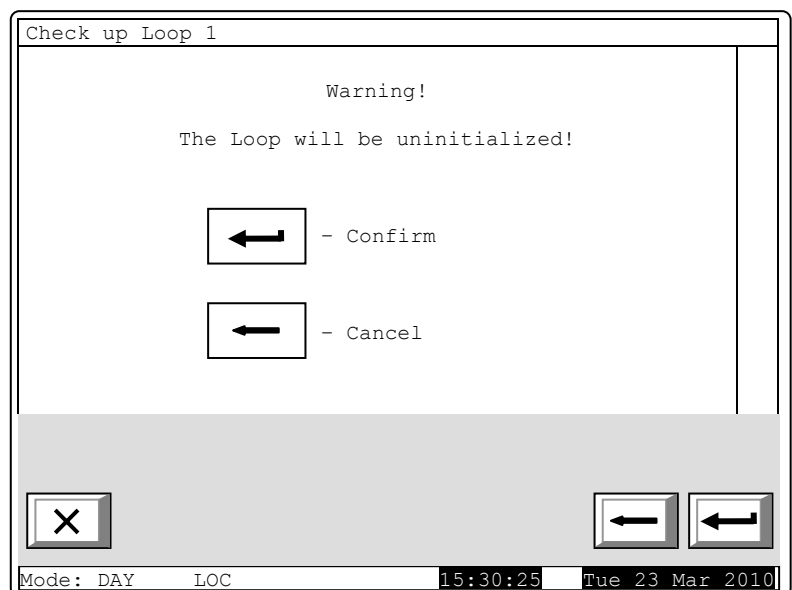 Check up Loop 1
Warning!
The Loop will be uninitialized!
- Confirm
- Cancel
Mode: DAY LOC 15:30:25 Tue 23 Mar 2010